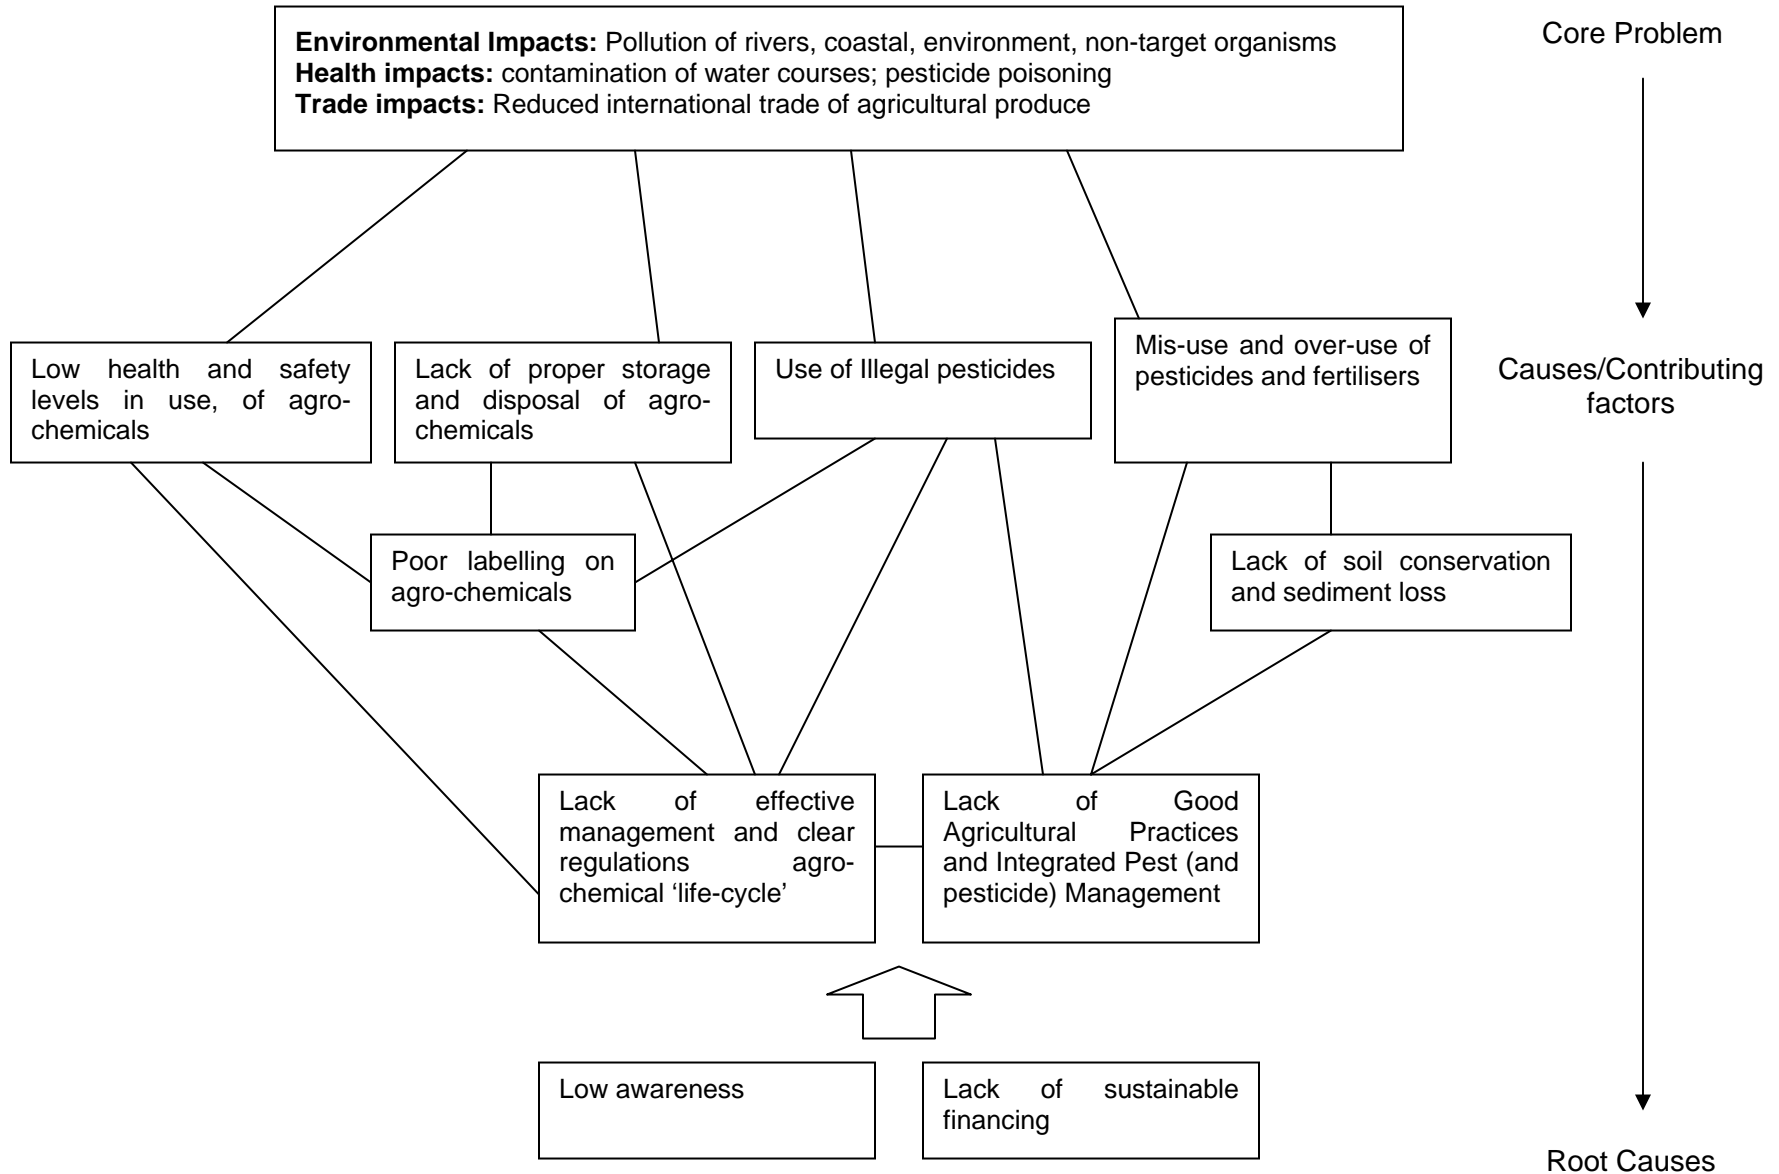 Environmental Impacts: Pollution of rivers, coastal, environment, non-target organisms
Health impacts: contamination of water courses; pesticide poisoning
Trade impacts: Reduced international trade of agricultural produce
Core Problem
Low health and safety
levels in use, of agro-
chemicals
Lack of proper storage
and disposal of agro-
chemicals
Use of Illegal pesticides
Mis-use and over-use of
pesticides and fertilisers
Causes/Contributing
factors
Poor labelling on
agro-chemicals
Lack of soil conservation
and sediment loss
Lack of effective
management and clear
regulations agro-
chemical ‘life-cycle’
Lack of Good
Agricultural Practices
and Integrated Pest (and
pesticide) Management
Low awareness
Lack of sustainable
financing
Root Causes